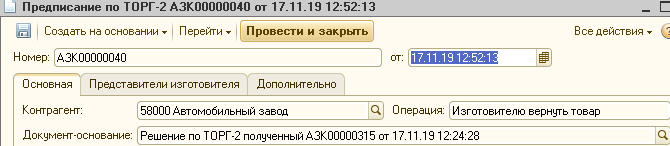 Предписание по ТОРГ-2 АЗК00000040 от 17.11.19 12:52:13
Создать на основании Перейти Провести и закрыть Все действия
Номер: АЗК00000040 от: 17.11.19 12:52:13
Основная Представители изготовителя Дополнительно
Контрагент: 58000 Автомобильный завод Операция: Изготовителю вернуть товар
Документ-основание: Решение по ТОРГ-2 полученный АЗК00000315 от 17.11.19 12:24:28